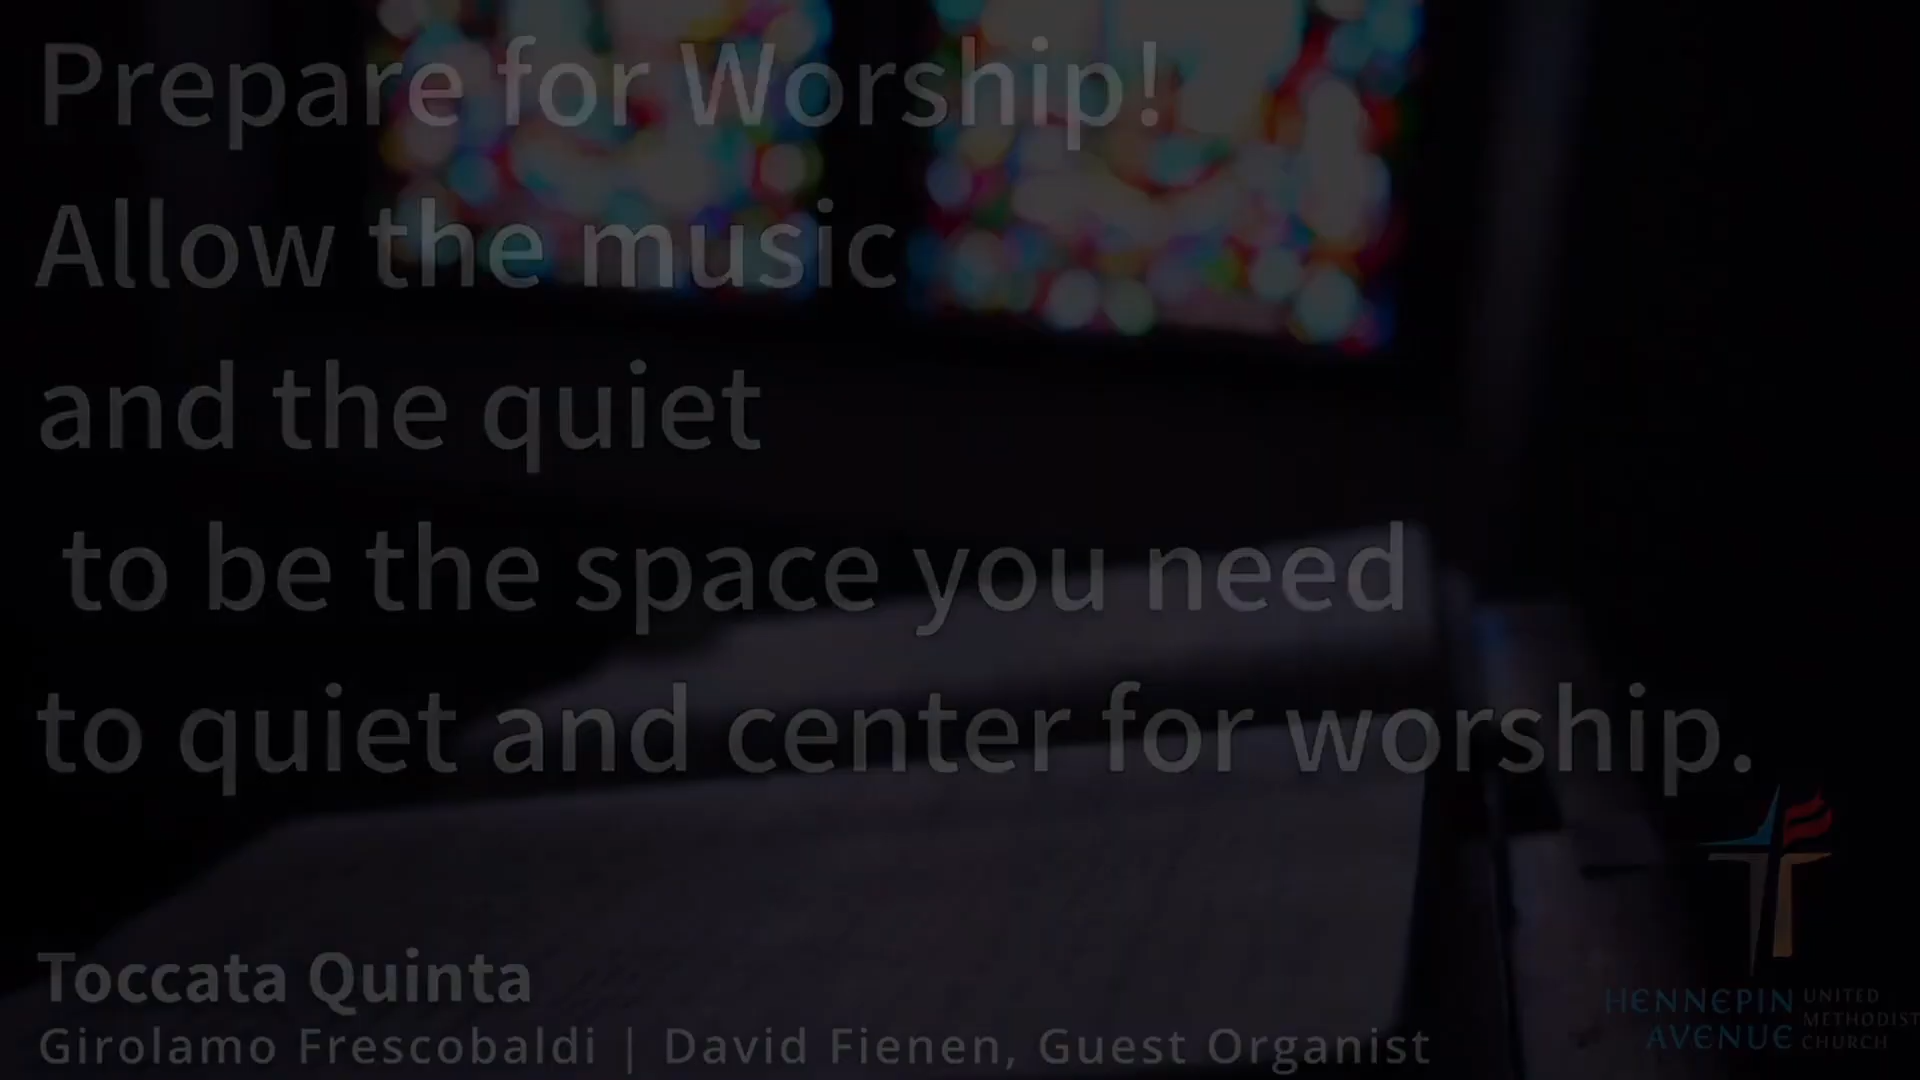 Prepare for Worship!
Allow the music
and the quiet
to be the space you need
to quiet and center for worship.
Toccata Quinta
Girolamo Frescobaldi | David Fienen, Guest Organist
HENNEPIN AVENUE
UNITED METHODIST CHURCH